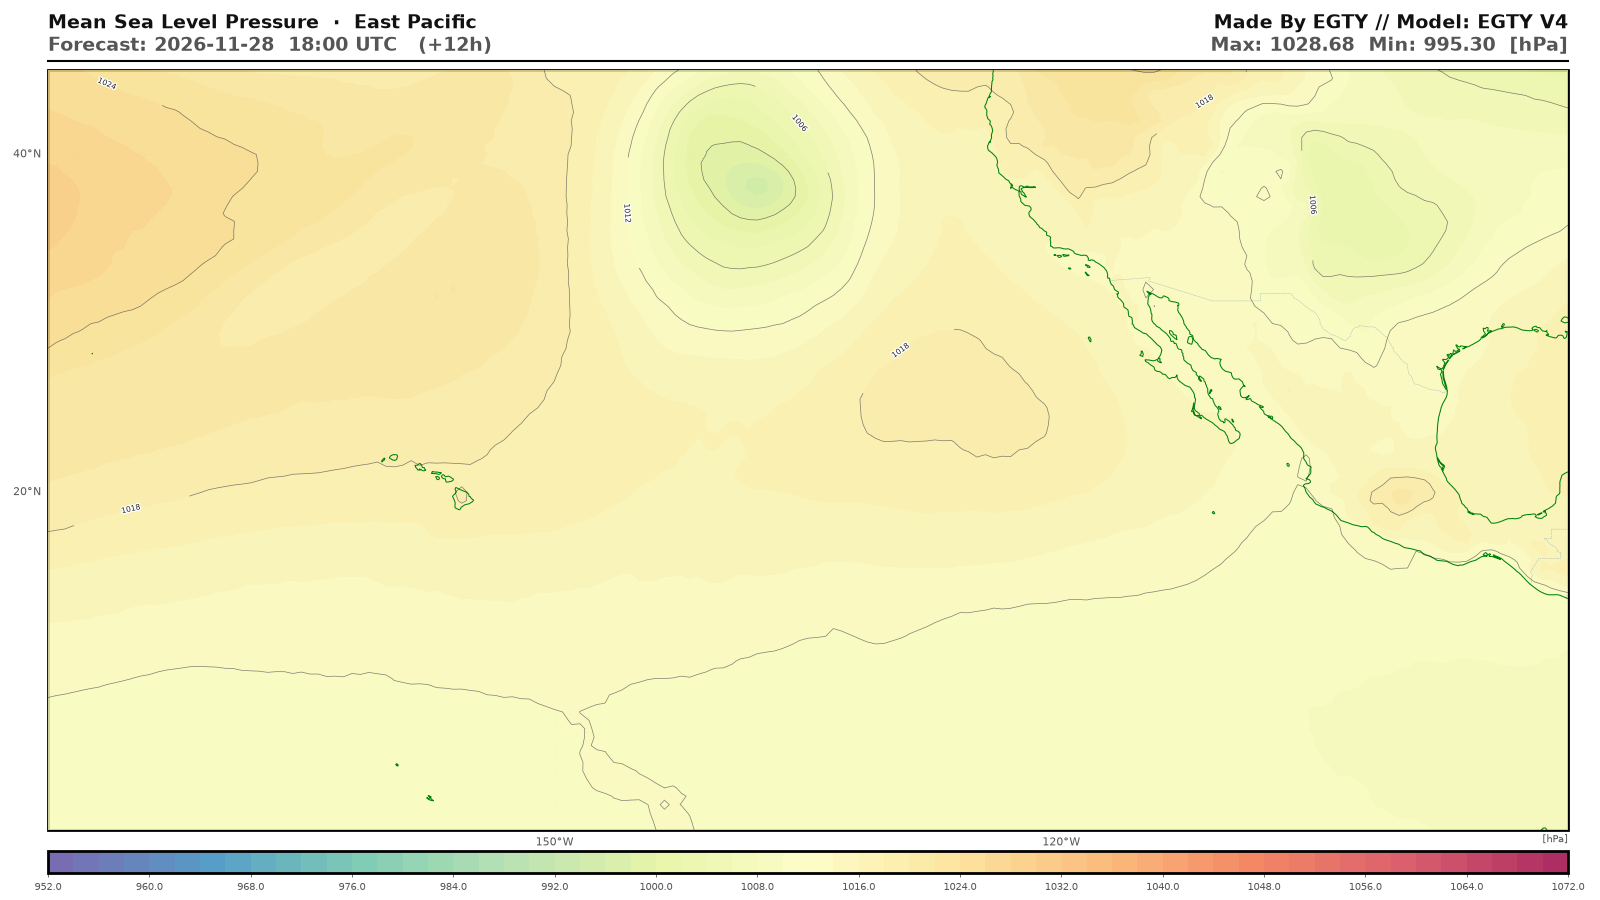 Mean Sea Level Pressure · East Pacific
Made By EGTY // Model: EGTY V4
Forecast: 2026-11-28 18:00 UTC (+12h)
Max: 1028.68 Min: 995.30 [hPa]
1024
1018
1006
40°N
1012
1006
1018
20°N
1018
150°W
120°W
[hPa]
952.0 960.0 968.0 976.0 984.0 992.0 1000.0 1008.0 1016.0 1024.0 1032.0 1040.0 1048.0 1056.0 1064.0 1072.0